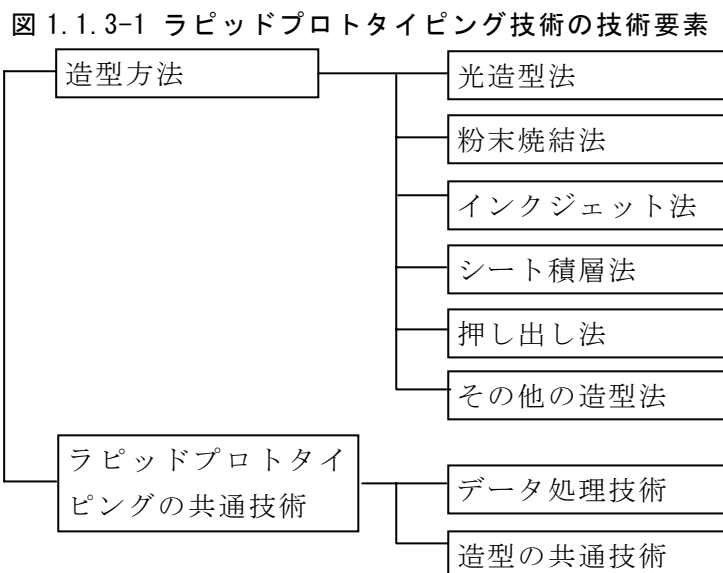 図 1.1.3-1 ラピッドプロトタイピング技術の技術要素
造型方法
光造型法
粉末焼結法
インクジェット法
シート積層法
押し出し法
その他の造型法
ラピッドプロトタイ
ピングの共通技術
データ処理技術
造型の共通技術